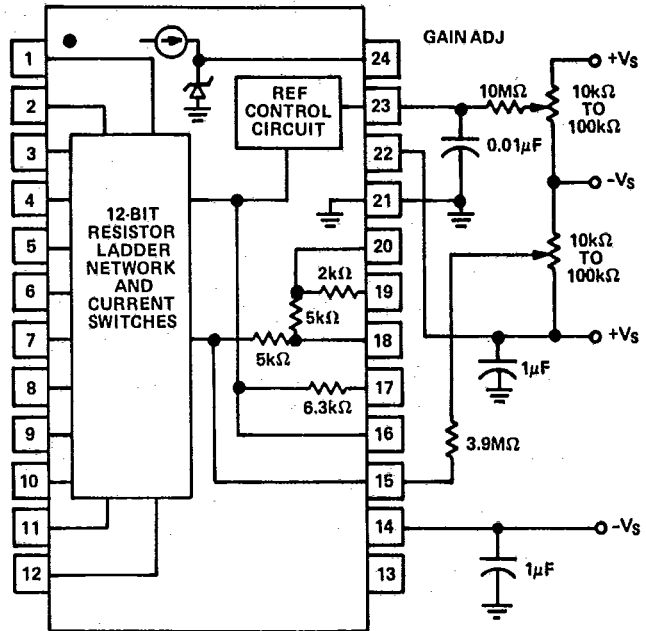 GAIN ADJ
1
2
3
4
5
6
7
8
9
10
11
12
24
23
22
21
20
19
18
17
16
15
14
13
REF
CONTROL
CIRCUIT
12-BIT
RESISTOR
LADDER
NETWORK
AND
CURRENT
SWITCHES
2kΩ
5kΩ
5kΩ
6.3kΩ
10MΩ
0.01μF
+VS
10kΩ
TO
100kΩ
-VS
10kΩ
TO
100kΩ
+VS
1μF
3.9MΩ
-VS
1μF